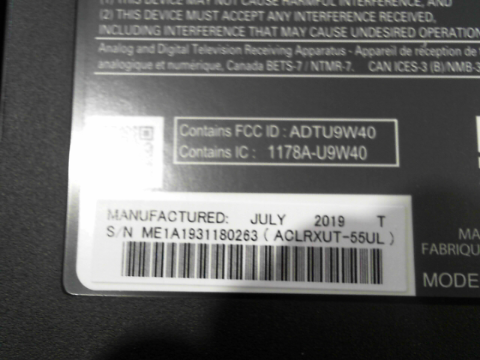 (1) THIS DEVICE MAY NOT CAUSE HARMFUL INTERFERENCE, AND
(2) THIS DEVICE MUST ACCEPT ANY INTERFERENCE RECEIVED,
INCLUDING INTERFERENCE THAT MAY CAUSE UNDESIRED OPERATION
Analog and Digital Television Receiving Apparatus - Appareil de réception de
analogique et numérique, Canada BETS-7 / NTMR-7. CAN ICES-3 (B)/NMB-3
Contains FCC ID : ADTU9W40
Contains IC : 1178A-U9W40
MANUFACTURED: JULY 2019 T
S/N ME1A1931180263 ( ACLRXUT-55UL )
MA
FABRIQU
MODE